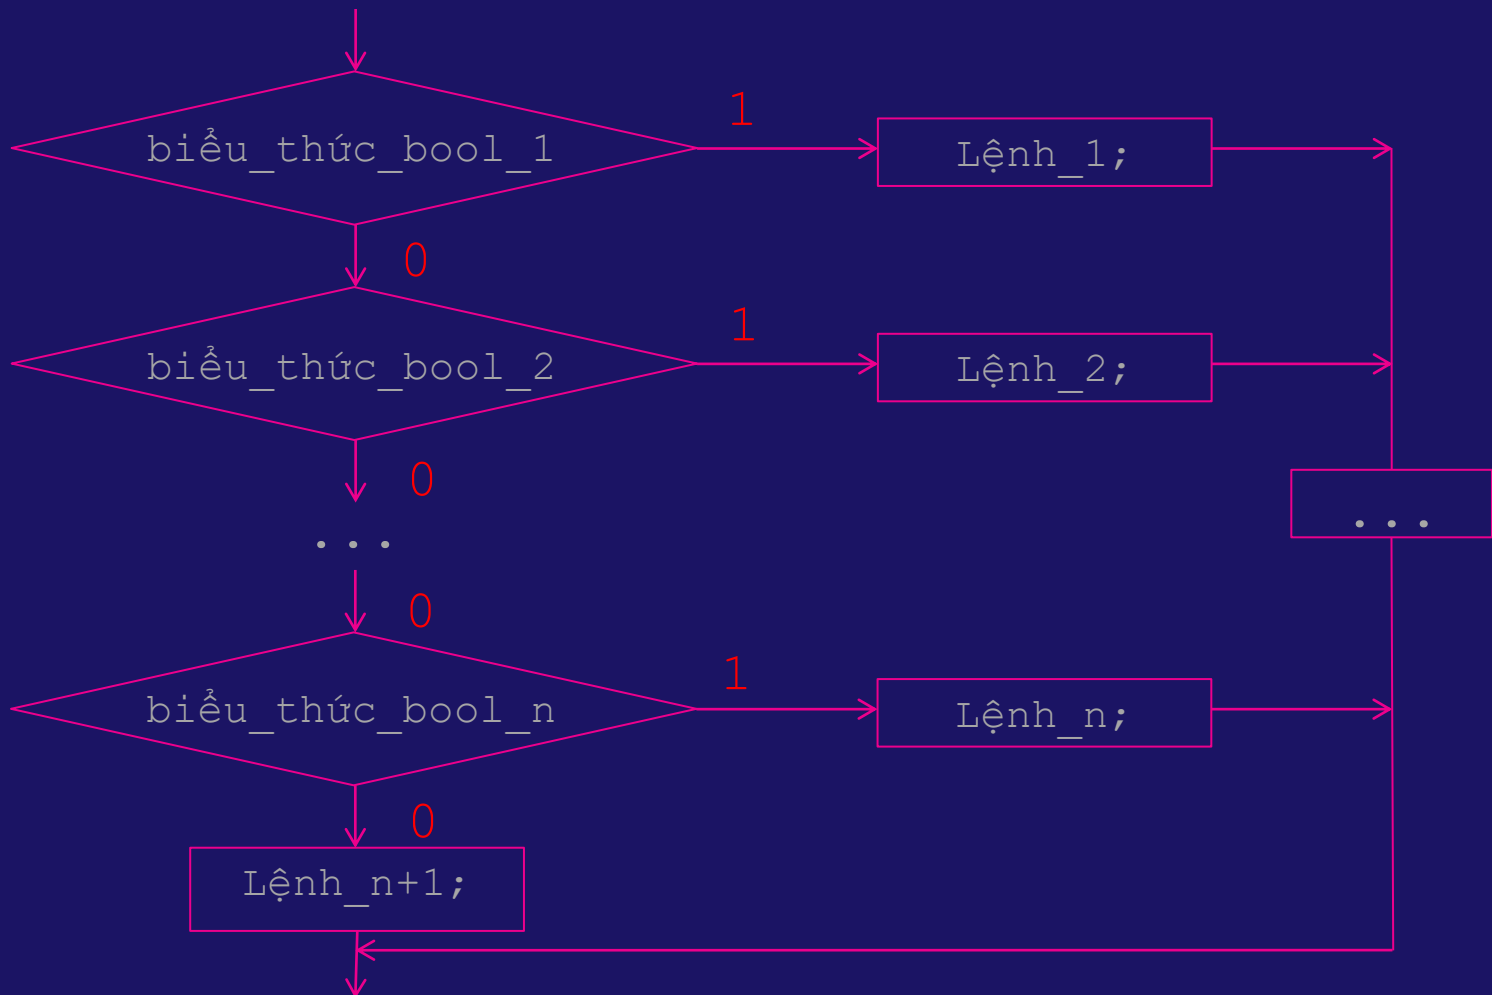 1
biểu_thức_bool_1
Lệnh_1;
0
1
biểu_thức_bool_2
Lệnh_2;
0
...
...
0
1
biểu_thức_bool_n
Lệnh_n;
0
Lệnh_n+1;